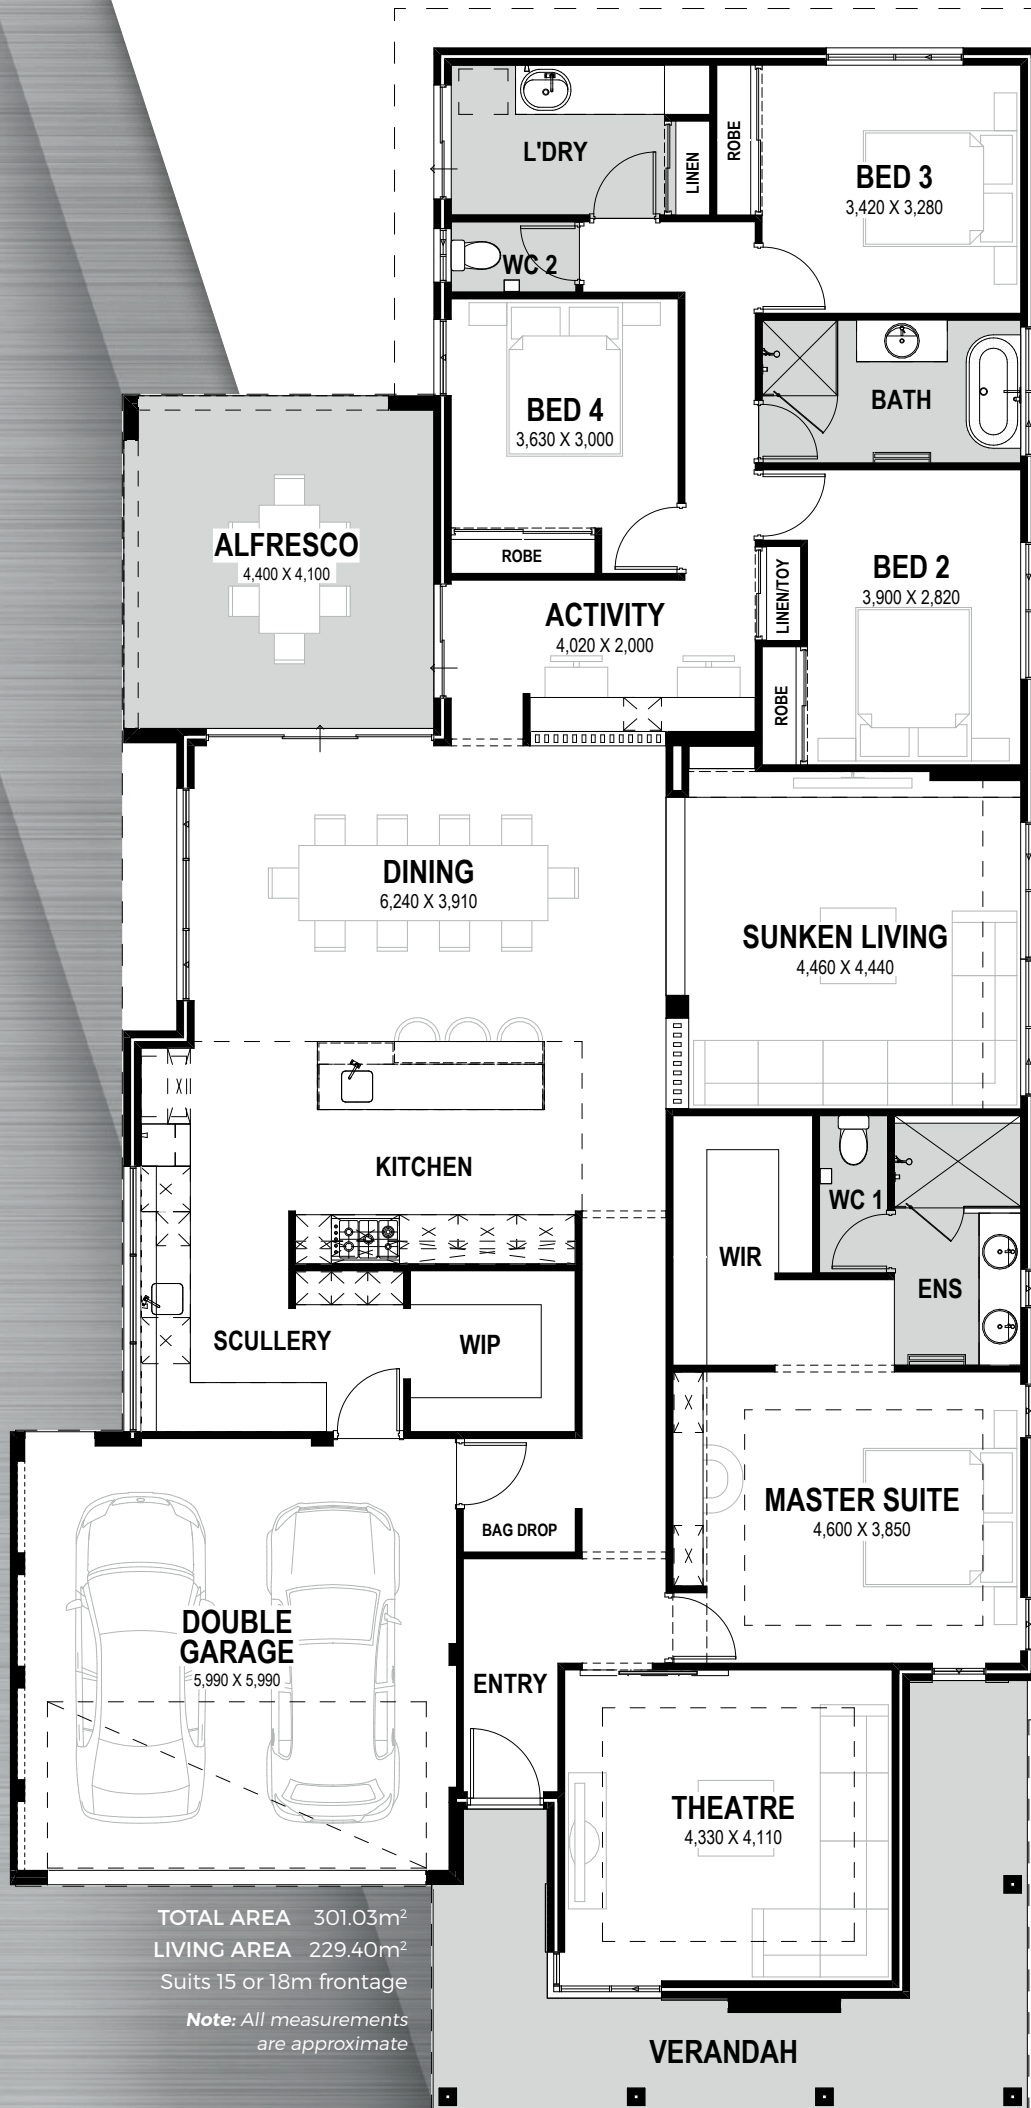 L'DRY
LINEN
ROBE
BED 3
3,420 X 3,280
WC 2
BED 4
3,630 X 3,000
ROBE
BATH
ALFRESCO
4,400 X 4,100
ACTIVITY
4,020 X 2,000
LINEN/TOY
BED 2
3,900 X 2,820
ROBE
DINING
6,240 X 3,910
SUNKEN LIVING
4,460 X 4,440
KITCHEN
WC 1
WIR
ENS
SCULLERY
WIP
MASTER SUITE
4,600 X 3,850
BAG DROP
DOUBLE
GARAGE
5,990 X 5,990
ENTRY
THEATRE
4,330 X 4,110
TOTAL AREA 301.03m²
LIVING AREA 229.40m²
Suits 15 or 18m frontage
Note: All measurements
are approximate
VERANDAH